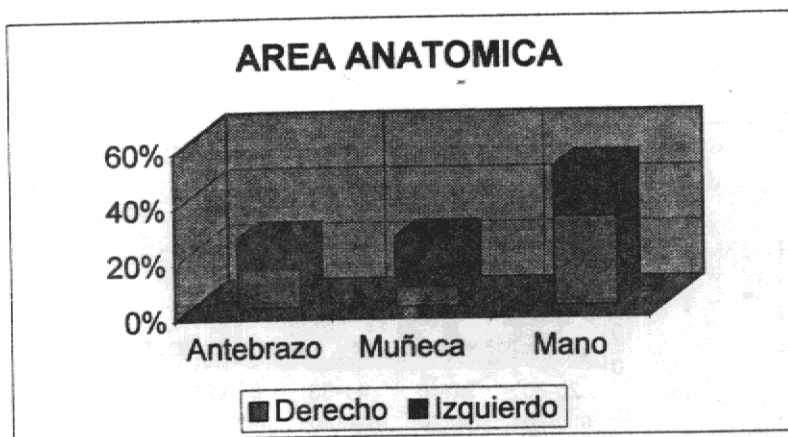 AREA ANATOMICA
60%
40%
20%
0%
Antebrazo Muñeca Mano
Derecho Izquierdo